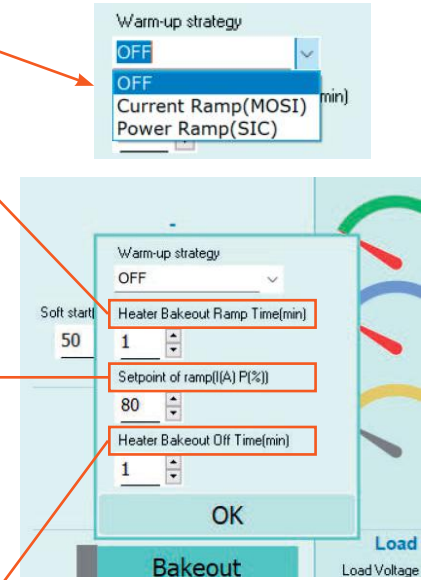 Warm-up strategy
OFF
OFF
min)
Current Ramp(MOSI)
Power Ramp(SIC)
-
Warm-up strategy
OFF
Soft start(
Heater Bakeout Ramp Time(min)
50
1
Setpoint of ramp(I(A) P(%))
80
Heater Bakeout Off Time(min)
1
OK
Load
Bakeout
Load Voltage